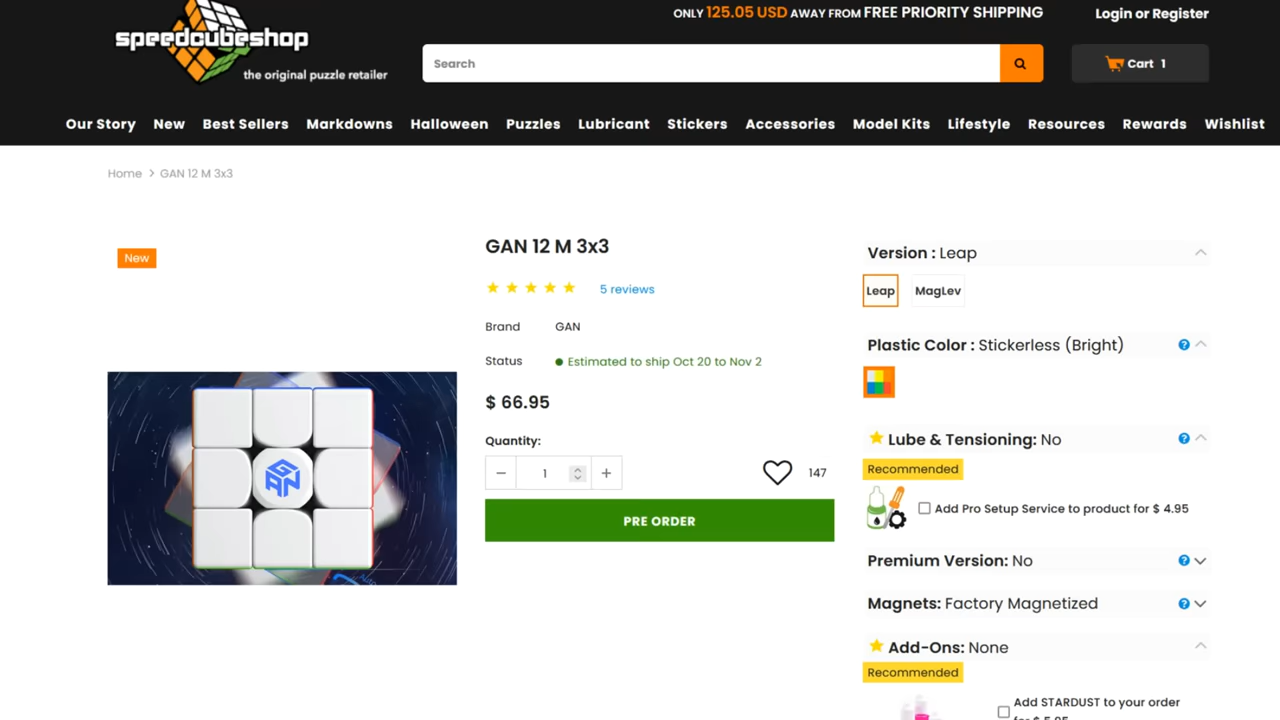 ONLY 125.05 USD AWAY FROM FREE PRIORITY SHIPPING
Login or Register
speedcubeshop
the original puzzle retailer
Search
Cart 1
Our Story New Best Sellers Markdowns Halloween Puzzles Lubricant Stickers Accessories Model Kits Lifestyle Resources Rewards Wishlist
Home > GAN 12 M 3x3
New
GAN
GAN 12 M 3x3
5 reviews
Brand GAN
Status Estimated to ship Oct 20 to Nov 2
$ 66.95
Quantity:
− 1 +
147
PRE ORDER
Version : Leap
Leap MagLev
Plastic Color : Stickerless (Bright)
Lube & Tensioning: No
Recommended
Add Pro Setup Service to product for $ 4.95
Premium Version: No
Magnets: Factory Magnetized
Add-Ons: None
Recommended
Add STARDUST to your order